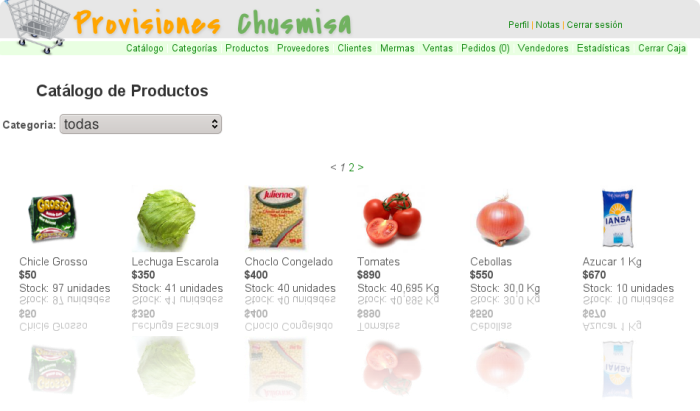 Provisiones Chusmisa
Perfil | Notas | Cerrar sesión
Catálogo Categorías Productos Proveedores Clientes Mermas Ventas Pedidos (0) Vendedores Estadísticas Cerrar Caja
Catálogo de Productos
Categoria: todas
< 1 2 >
GROSSO
Julienne
IANSA
Chicle Grosso
$50
Stock: 97 unidades
Lechuga Escarola
$350
Stock: 41 unidades
Choclo Congelado
$400
Stock: 40 unidades
Tomates
$890
Stock: 40,695 Kg
Cebollas
$550
Stock: 30,0 Kg
Azucar 1 Kg
$670
Stock: 10 unidades